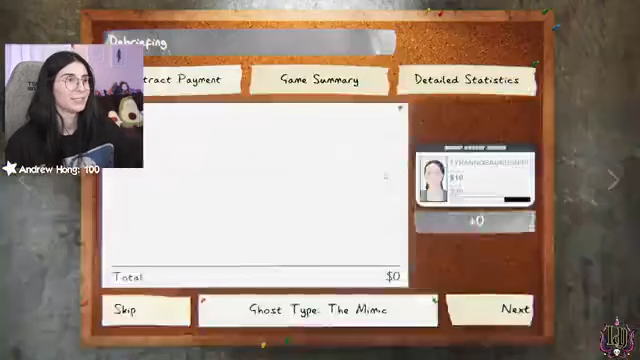 Debriefing
tract Payment
Game Summary
Detailed Statistics
Andrew Hong: 100
$10
+0
Total
$0
Skip
Ghost Type: The Mimic
Next